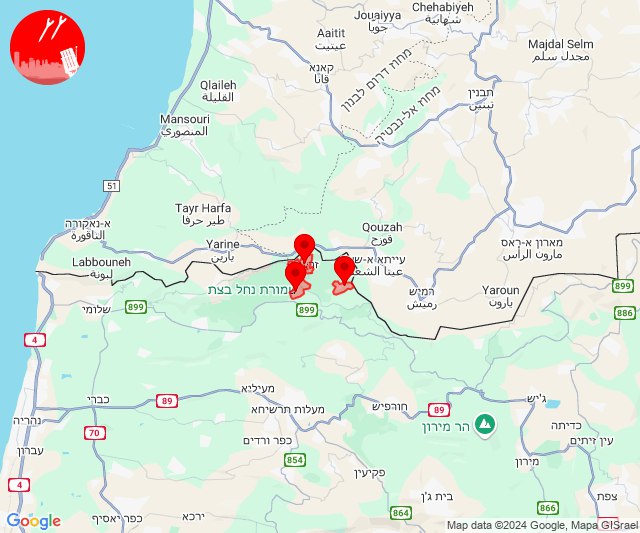 Chehabiyeh
شهابية
Jouaiyya
جويا
Aaitit
عيتيت
Majdal Selm
مجدل سلم
קאנא
قانا
מחוז דרום לבנון
מחוז אל-נבטיה
תבנין
تبنين
Qlaileh
القليلة
Mansouri
المنصوري
51
Tayr Harfa
طير حرفا
א-נאקורה
الناقورة
Qouzah
قوزح
Yarine
يارين
מארון א-ראס
مارون الراس
עייתא א-ש
عيتا الشع
Labbouneh
لبونة
שמורת נחל בצת
רמיש
رميش
Yaroun
يارون
899
899
899
886
שלומי
4
מעיליא
ג'יש
89
כברי
מעלות תרשיחא
חורפיש
89
נהריה
70
כפר ורדים
הר מירון
כדיתה
עין זיתים
עברון
854
מירון
פקיעין
4
בית ג'ן
צפת
ירכא
כפר יאסיף
864
866
Google
Map data ©2024 Google, Mapa GISrael